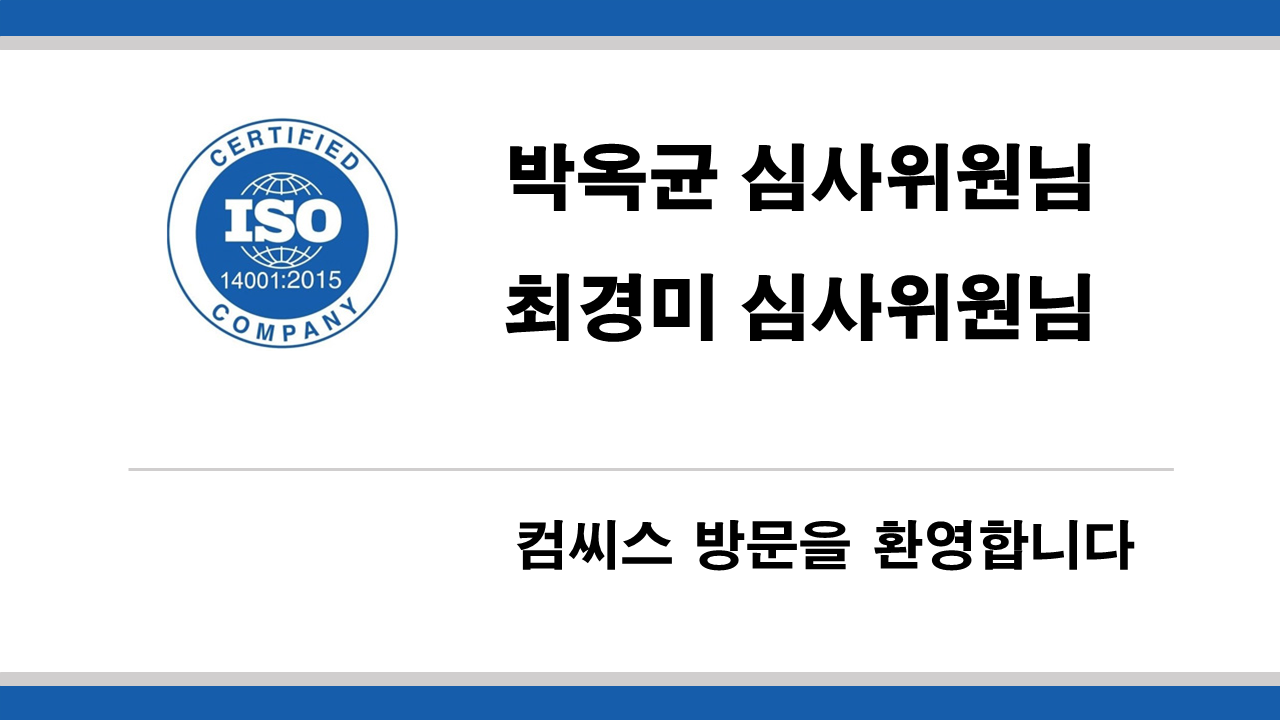 CERTIFIED
ISO
14001:2015
COMPANY
박옥균 심사위원님
최경미 심사위원님
컴씨스 방문을 환영합니다